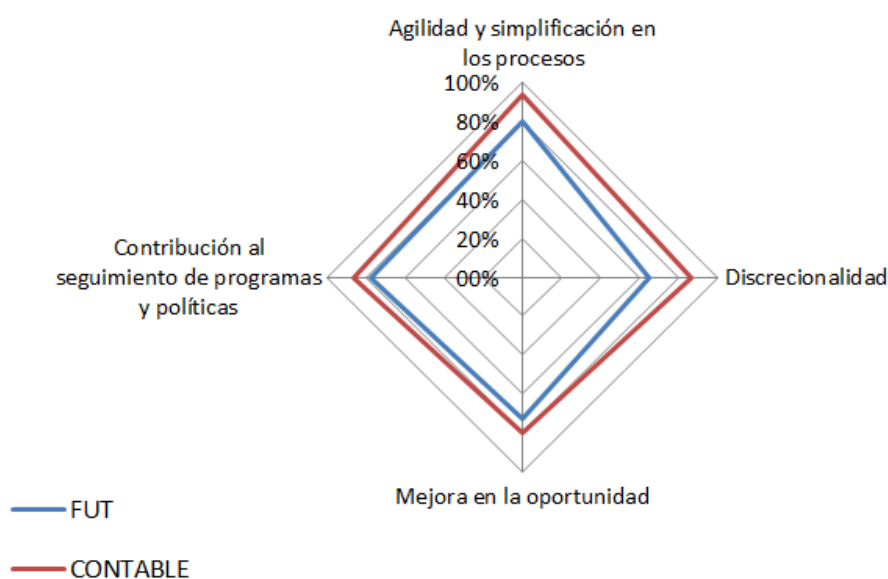 Agilidad y simplificación en
los procesos
100%
80%
60%
40%
20%
00%
Contribución al
seguimiento de programas
y políticas
Discrecionalidad
Mejora en la oportunidad
FUT
CONTABLE